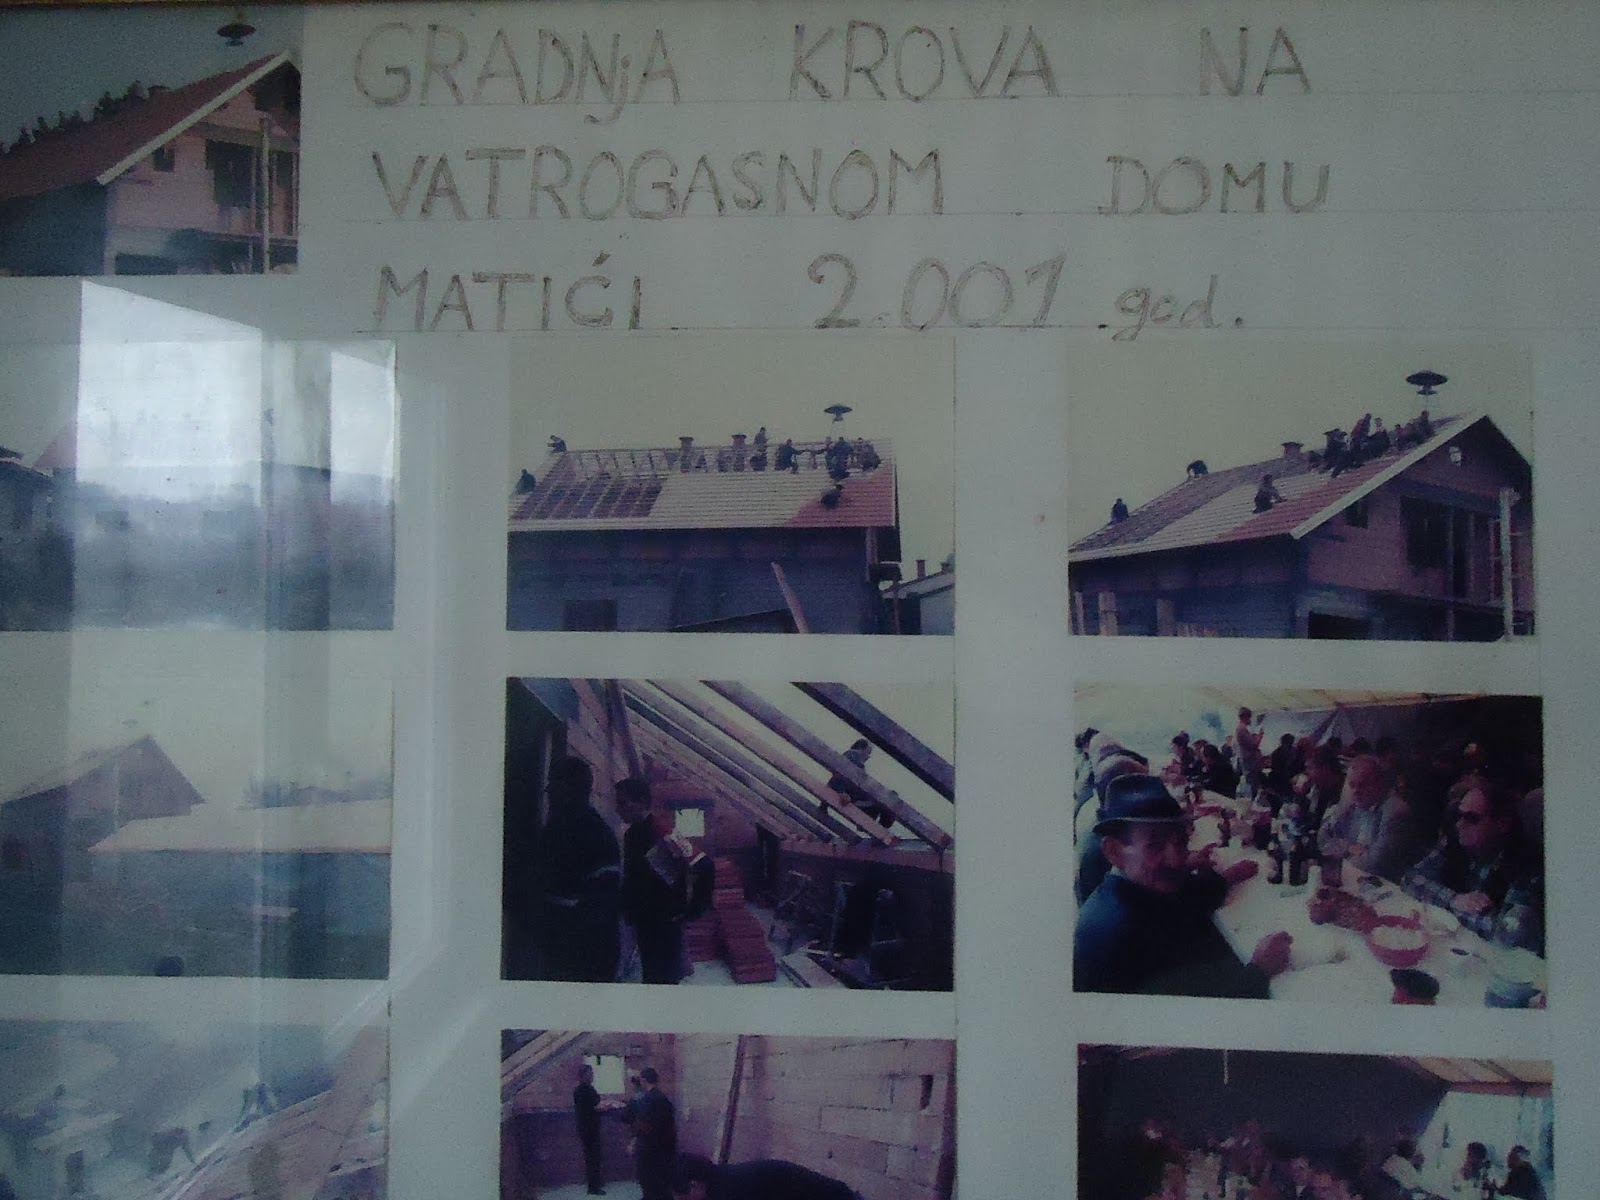 GRADNjA KROVA NA
VATROGASNOM DOMU
MATIĆI 2.001 .god.